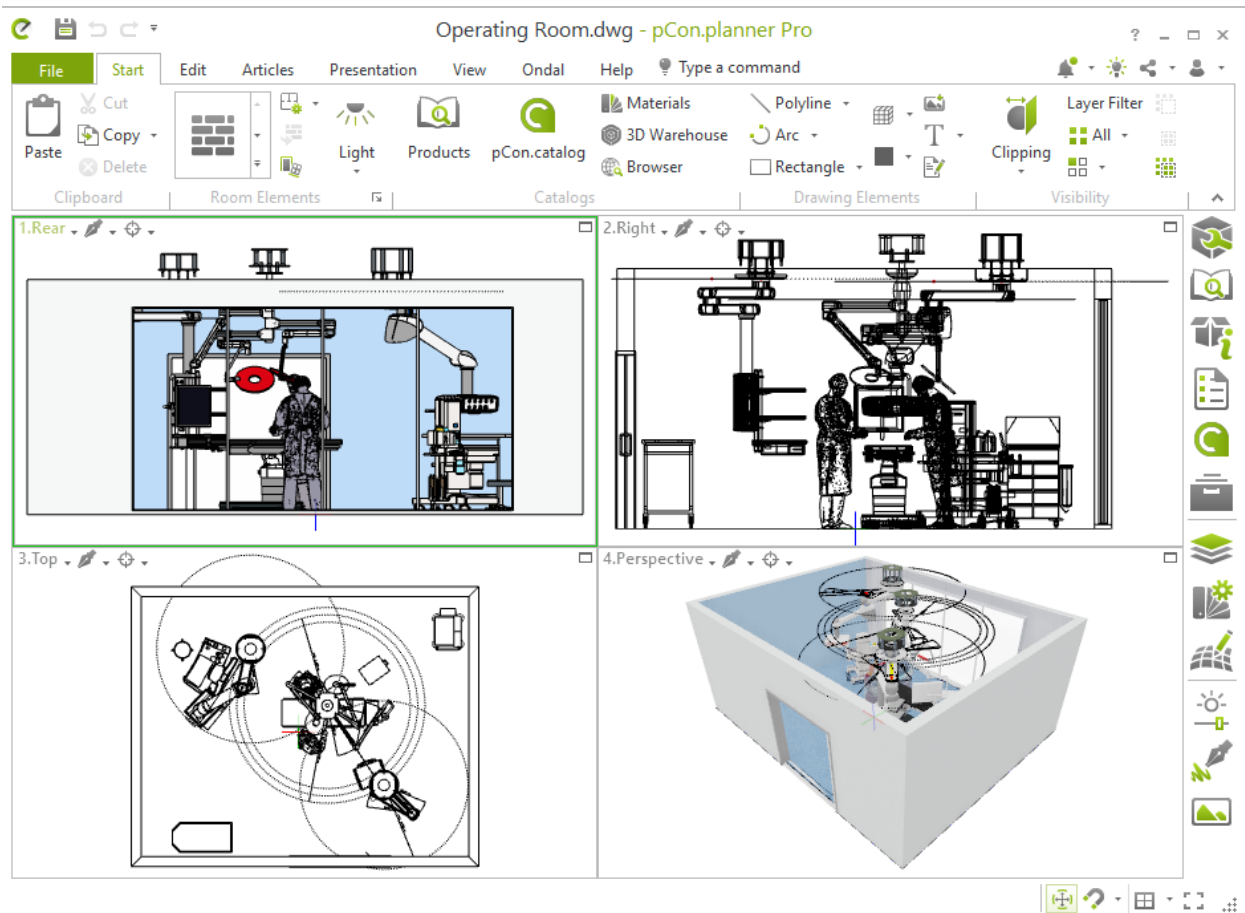 Operating Room.dwg - pCon.planner Pro
?
File Start Edit Articles Presentation View Ondal Help Type a command
Paste
Cut
Copy
Delete
Clipboard
Room Elements
Light
Products
pCon.catalog
Materials
3D Warehouse
Browser
Catalogs
Polyline
Arc
Rectangle
T
Drawing Elements
Clipping
Layer Filter
All
Visibility
1.Rear
2.Right
3.Top
4.Perspective